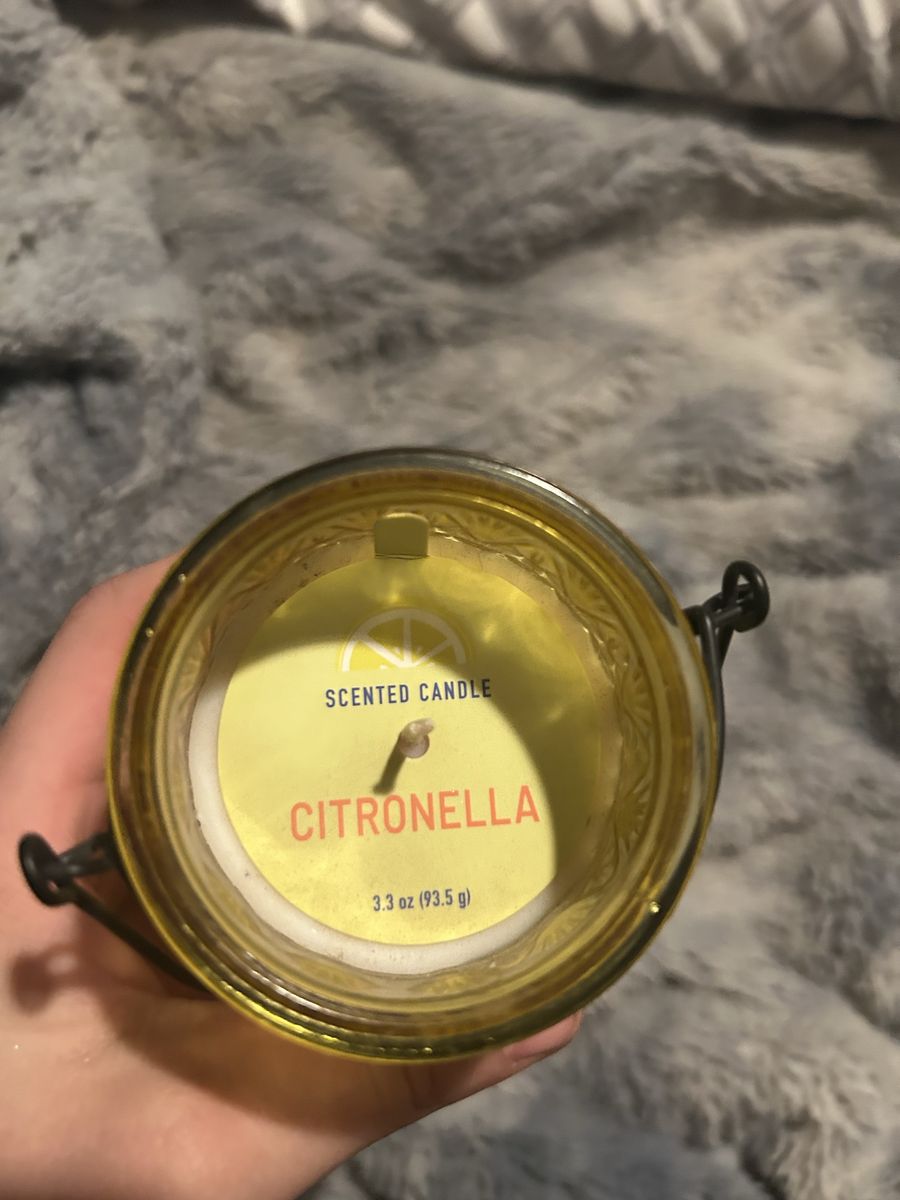 SCENTED CANDLE
CITRONELLA
3.3 oz (93.5 g)